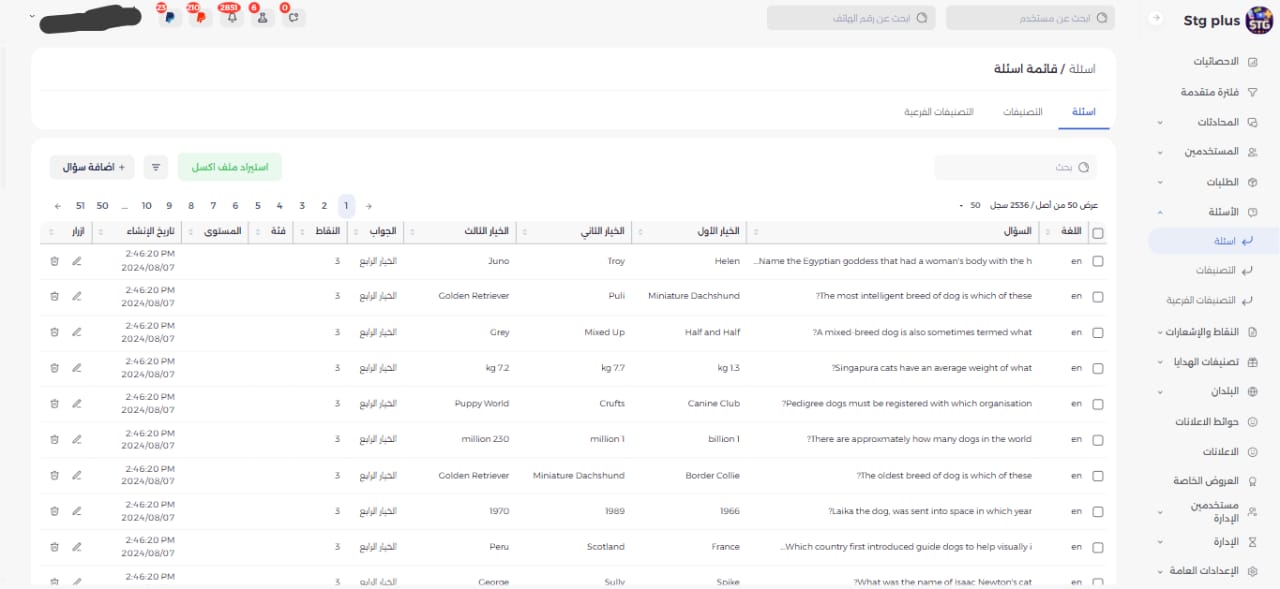 Stg plus
STG
الاحصائيات
فلترة متقدمة
المحادثات
المستخدمين
الطلبات
الأسئلة
اسئلة
التصنيفات
التصنيفات الفرعية
النقاط والإشعارات
تصنيفات الهدايا
البلدان
حوائط الاعلانات
الاعلانات
العروض الخاصة
مستخدمين
الإدارة
الإدارة
الإعدادات العامة
ابحث عن مستخدم
ابحث عن رقم الهاتف
0 6 2851 210 23
اسئلة / قائمة اسئلة
اسئلة التصنيفات التصنيفات الفرعية
بحث
استيراد ملف اكسل
+ اضافة سؤال
عرض 50 من أصل / 2536 سجل 50
1 2 3 4 5 6 7 8 9 10 ... 50 51
اللغة السؤال الخيار الأول الخيار الثاني الخيار الثالث الجواب النقاط فئة المستوى تاريخ الإنشاء ازرار
en Name the Egyptian goddess that had a woman's body with the h... Helen Troy Juno الخيار الرابع 3 2:46:20 PM 2024/08/07
en ?The most intelligent breed of dog is which of these Miniature Dachshund Puli Golden Retriever الخيار الرابع 3 2:46:20 PM 2024/08/07
en ?A mixed-breed dog is also sometimes termed what Half and Half Mixed Up Grey الخيار الرابع 3 2:46:20 PM 2024/08/07
en ?Singapura cats have an average weight of what kg 1.3 kg 7.7 kg 7.2 الخيار الرابع 3 2:46:20 PM 2024/08/07
en ?Pedigree dogs must be registered with which organisation Canine Club Crufts Puppy World الخيار الرابع 3 2:46:20 PM 2024/08/07
en ?There are approxmately how many dogs in the world billion 1 million 1 million 230 الخيار الرابع 3 2:46:20 PM 2024/08/07
en ?The oldest breed of dog is which of these Border Collie Miniature Dachshund Golden Retriever الخيار الرابع 3 2:46:20 PM 2024/08/07
en ?Laika the dog, was sent into space in which year 1966 1989 1970 الخيار الرابع 3 2:46:20 PM 2024/08/07
en Which country first introduced guide dogs to help visually i... France Scotland Peru الخيار الرابع 3 2:46:20 PM 2024/08/07
en ?What was the name of Isaac Newton's cat Spike Sully George الخيار الرابع 3 2:46:20 PM